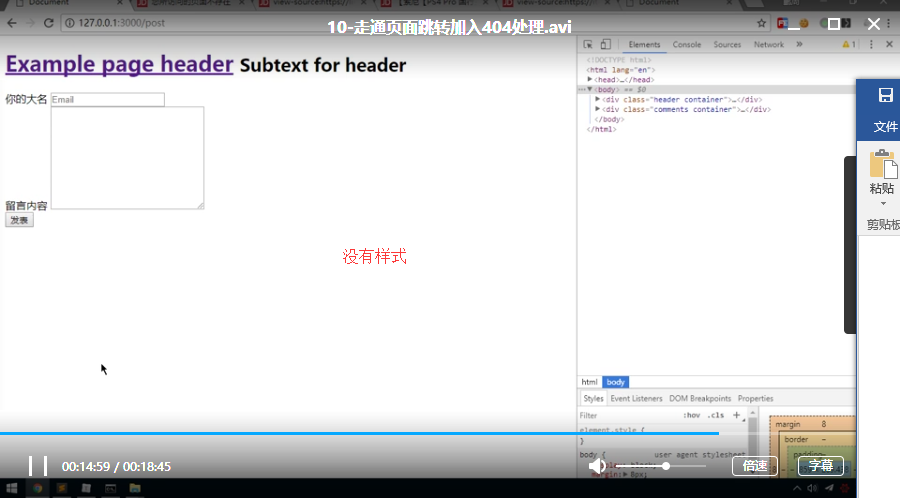 Document
Document
127.0.0.1:3000/post
10-走通页面跳转加入404处理.avi
Example page header Subtext for header
你的大名 Email
留言内容
发表
没有样式
Elements Console Sources Network » 1
<!DOCTYPE html>
<html lang="en">
<head>…</head>
<body> == $0
<div class="header container">…</div>
<div class="comments container">…</div>
</body>
</html>
html body
Styles Event Listeners DOM Breakpoints Properties
Filter :hov .cls +
element.style {
}
body { user agent stylesheet
margin: 8px;
margin 8
border –
padding–
文件
粘贴
剪贴板
00:14:59 / 00:18:45
倍速 字幕